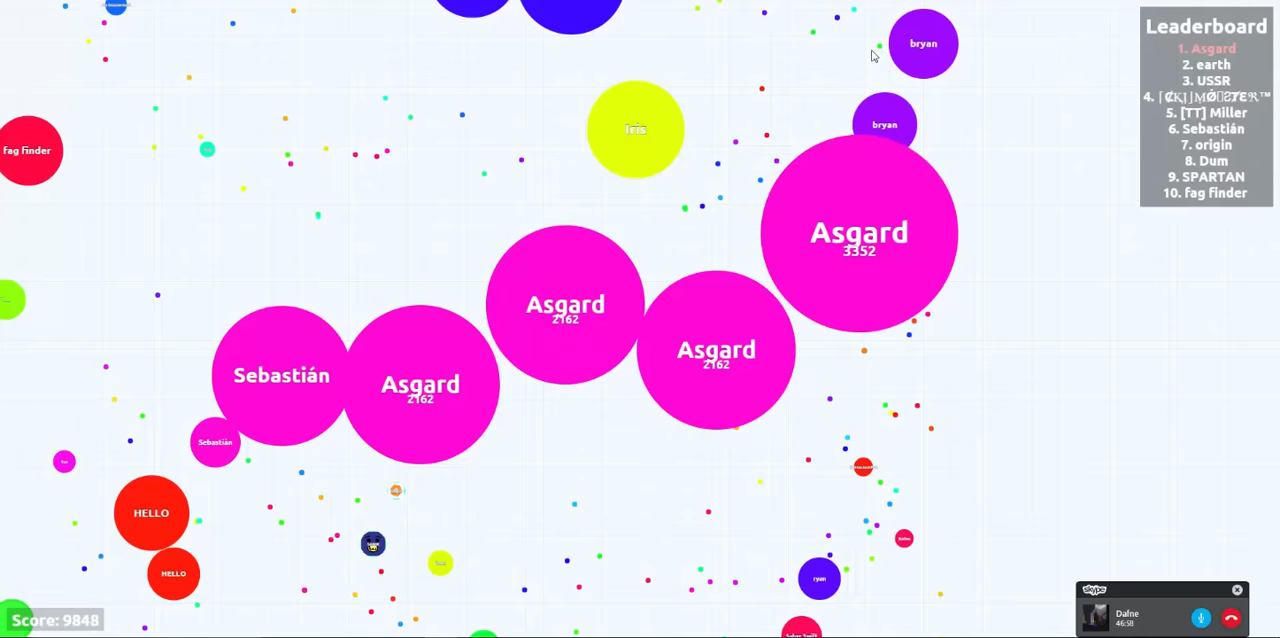 Leaderboard
1. Asgard
2. earth
3. USSR
5. [TT] Miller
6. Sebastián
7. origin
8. Dum
9. SPARTAN
10. fag finder
bryan
bryan
Iris
fag finder
Asgard
3352
Asgard
2162
Asgard
2162
Sebastián
Asgard
2162
Sebastián
HELLO
HELLO
ryan
Score: 9848
skype
Dafne
46:58